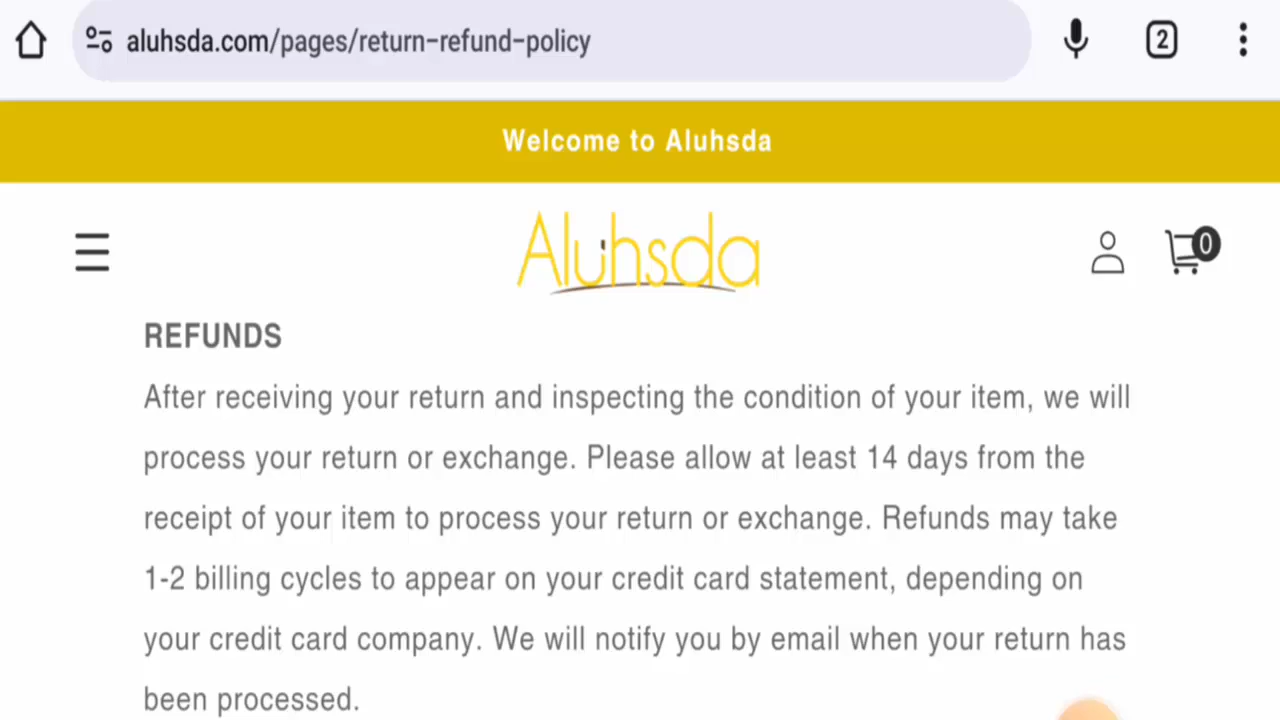 aluhsda.com/pages/return-refund-policy
2
Welcome to Aluhsda
Aluhsda
0
REFUNDS
After receiving your return and inspecting the condition of your item, we will
process your return or exchange. Please allow at least 14 days from the
receipt of your item to process your return or exchange. Refunds may take
1-2 billing cycles to appear on your credit card statement, depending on
your credit card company. We will notify you by email when your return has
been processed.